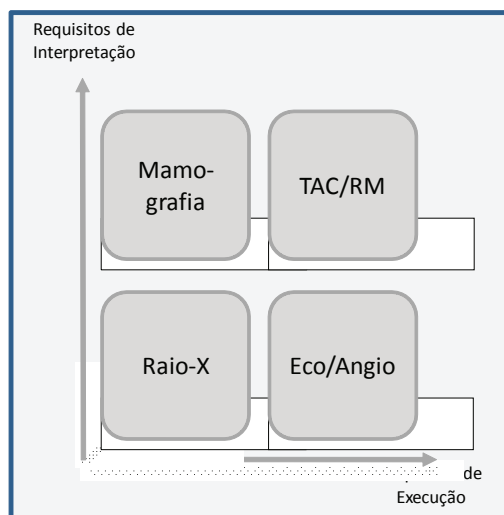 Requisitos de
Interpretação
Mamo-
grafia
TAC/RM
Raio-X
Eco/Angio
de
Execução